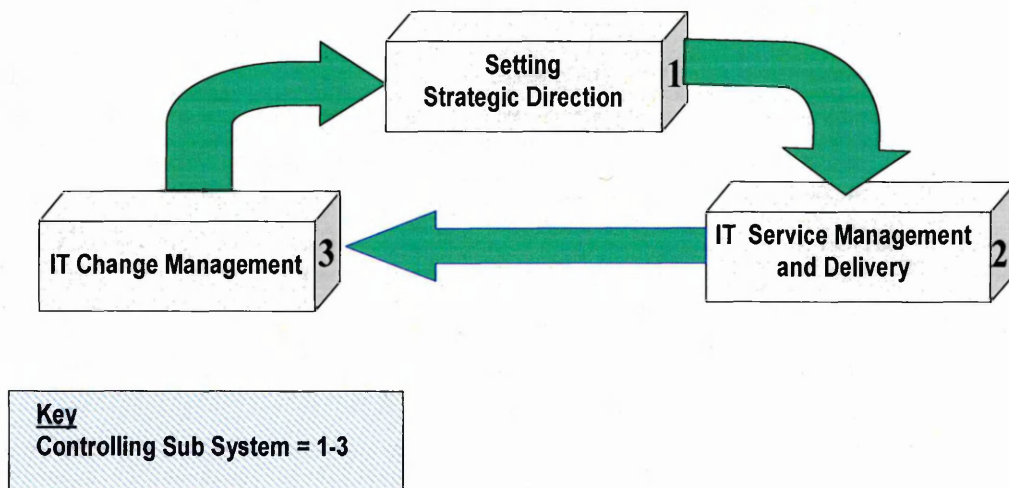 Setting
Strategic Direction
1
IT Service Management
and Delivery
2
IT Change Management
3
Key
Controlling Sub System = 1-3